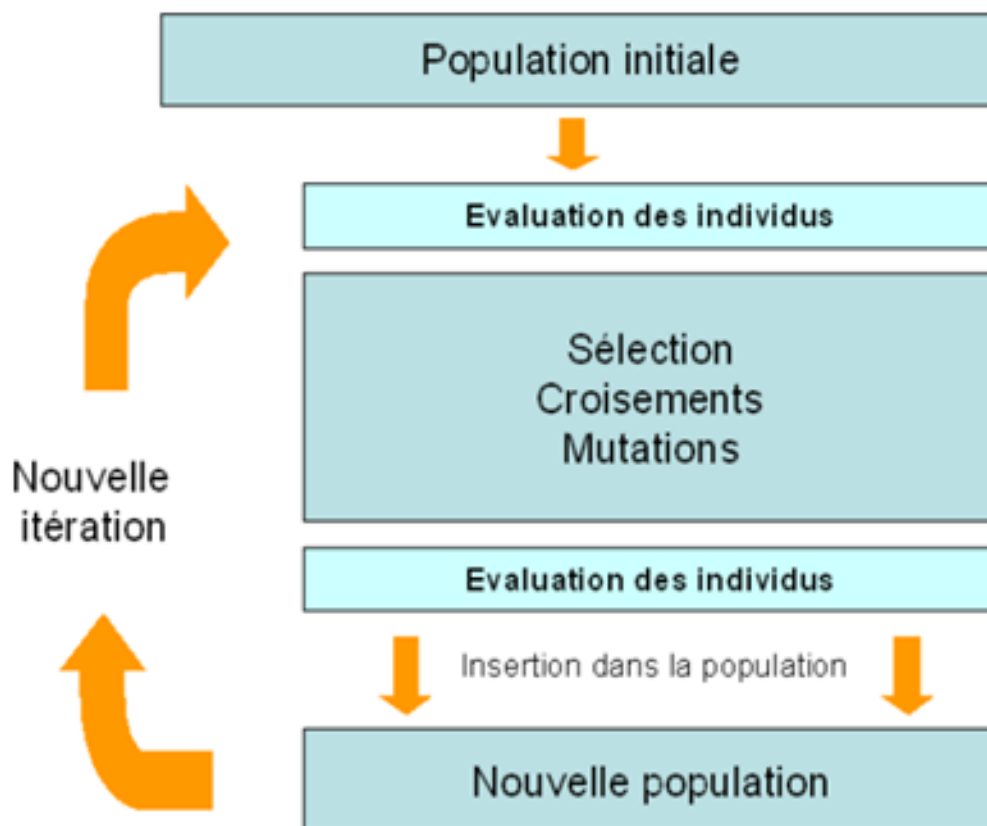 Population initiale
Evaluation des individus
Sélection
Croisements
Mutations
Nouvelle
itération
Evaluation des individus
Insertion dans la population
Nouvelle population